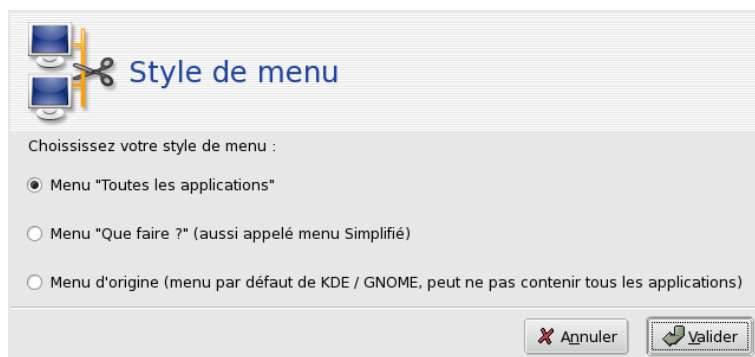 Style de menu
Choississez votre style de menu :
Menu "Toutes les applications"
Menu "Que faire ?" (aussi appelé menu Simplifié)
Menu d'origine (menu par défaut de KDE / GNOME, peut ne pas contenir tous les applications)
Annuler Valider